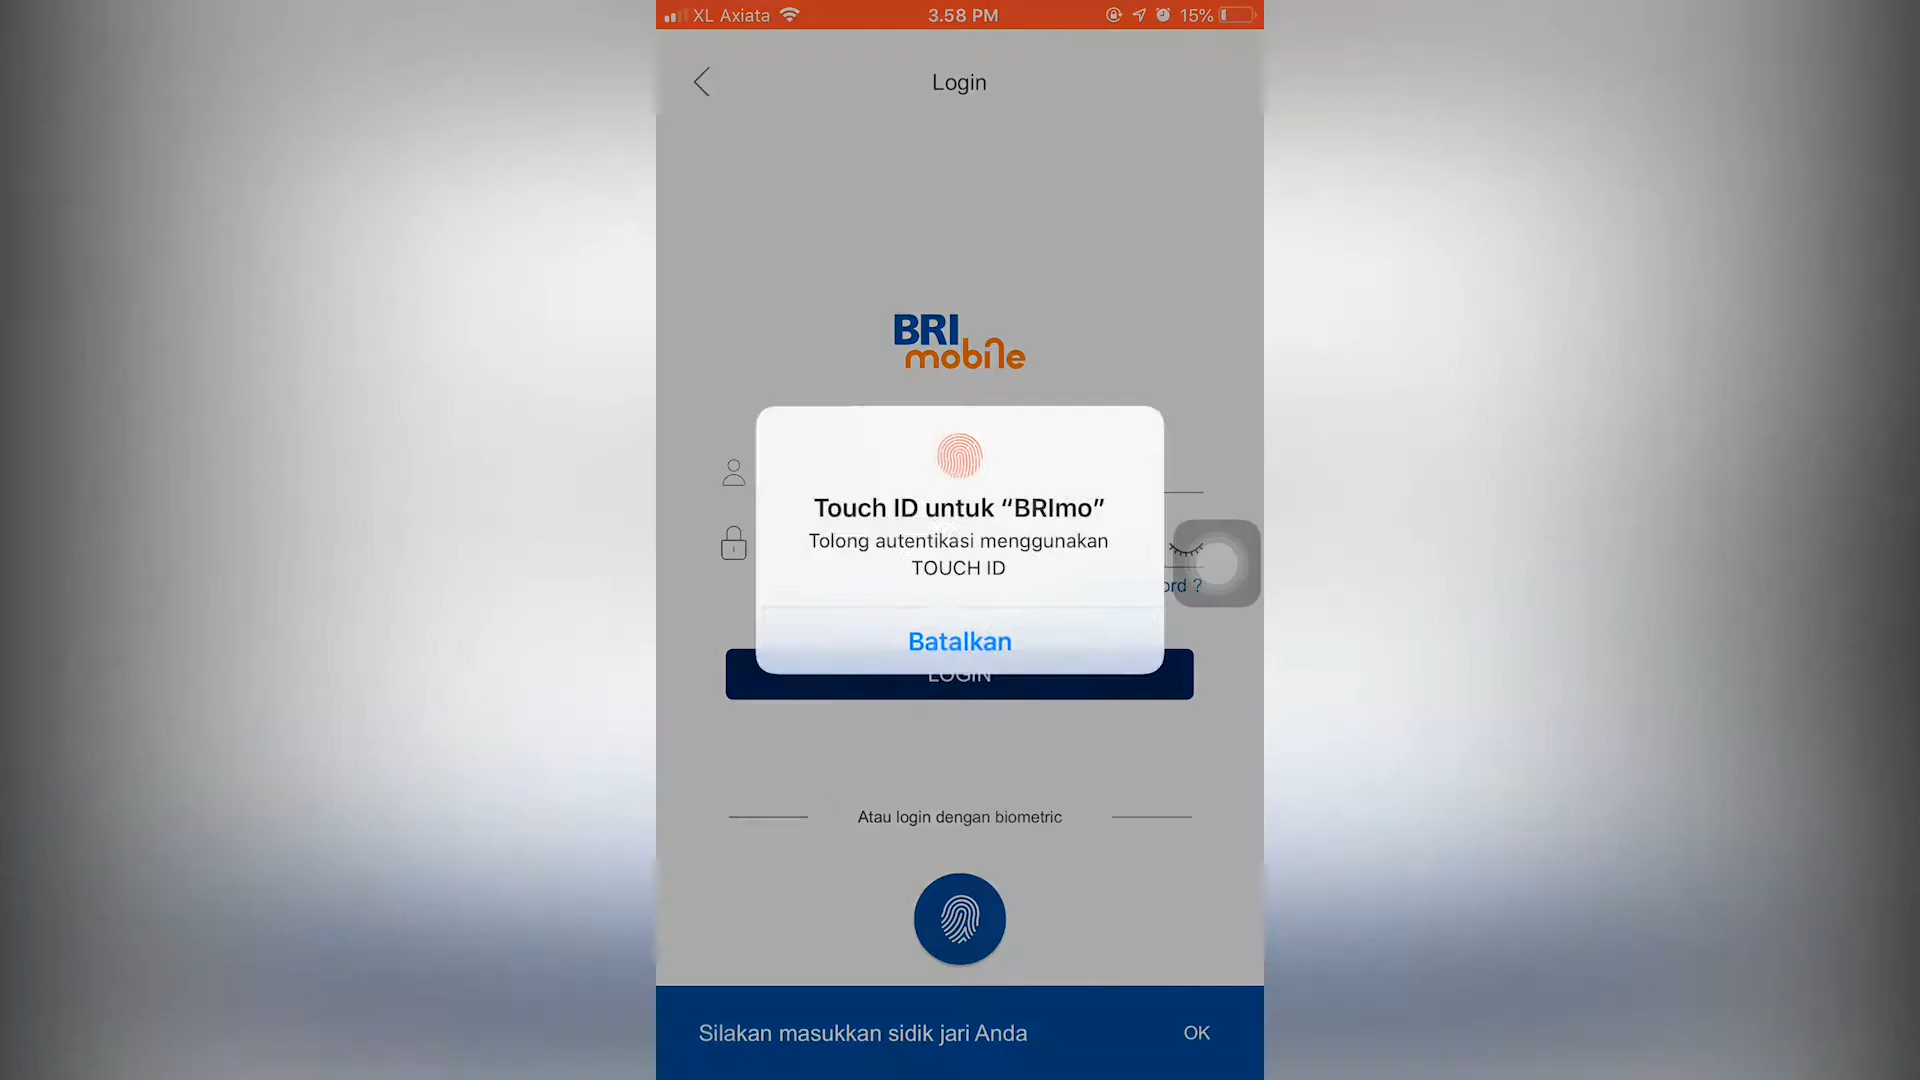 XL Axiata 3.58 PM 15%
Login
BRI
mobile
Touch ID untuk “BRImo”
Tolong autentikasi menggunakan
TOUCH ID
ord ?
Batalkan
LOGIN
Atau login dengan biometric
Silakan masukkan sidik jari Anda OK